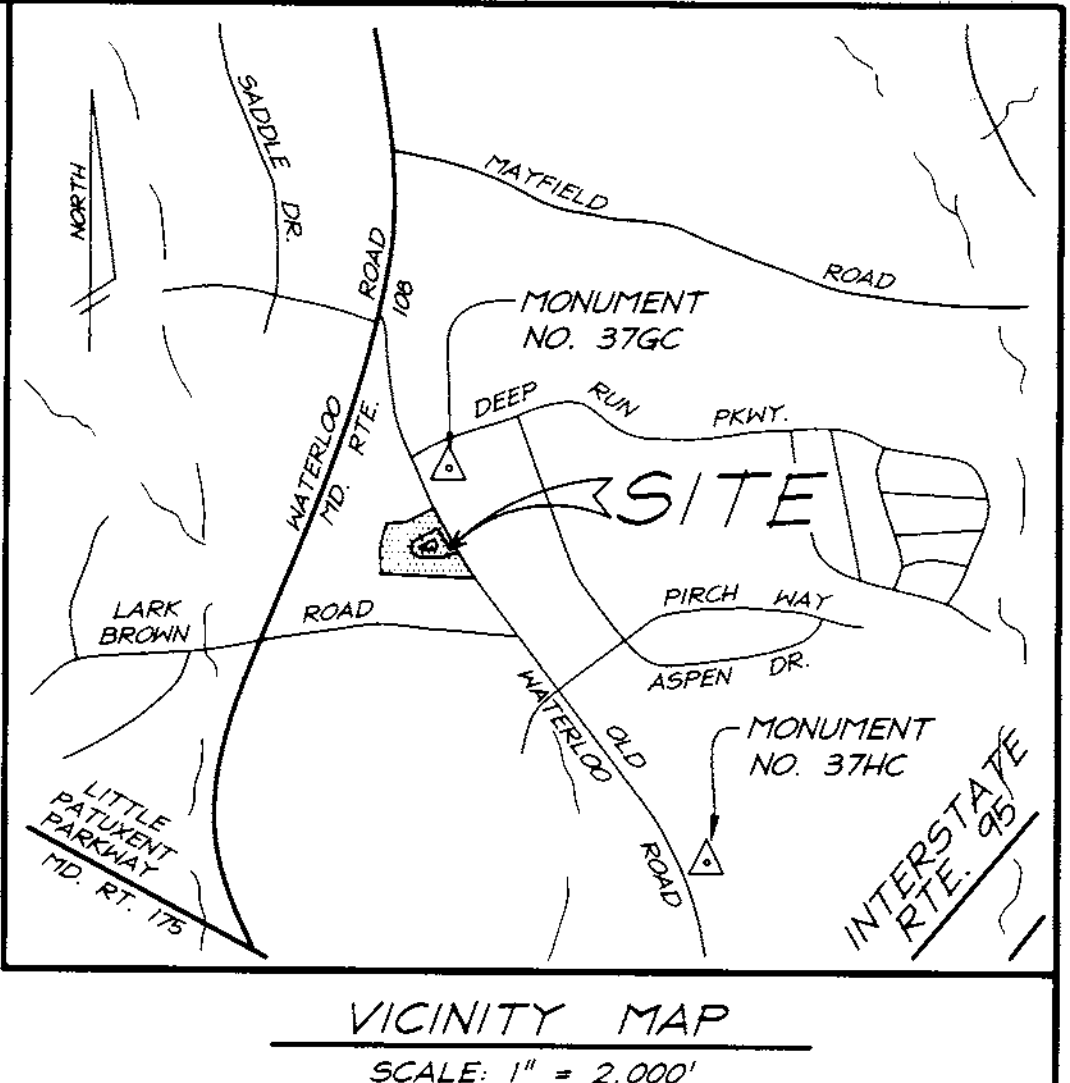 SADDLE DR.
NORTH
MAYFIELD ROAD
WATERLOO ROAD
MD. RTE. 108
MONUMENT
NO. 37GC
DEEP RUN PKWY.
SITE
LARK
BROWN ROAD
PIRCH WAY
ASPEN DR.
OLD
WATERLOO ROAD
MONUMENT
NO. 37HC
LITTLE
PATUXENT
PARKWAY
MD. RT. 175
INTERSTATE
RTE. 95
VICINITY MAP
SCALE: 1" = 2,000'